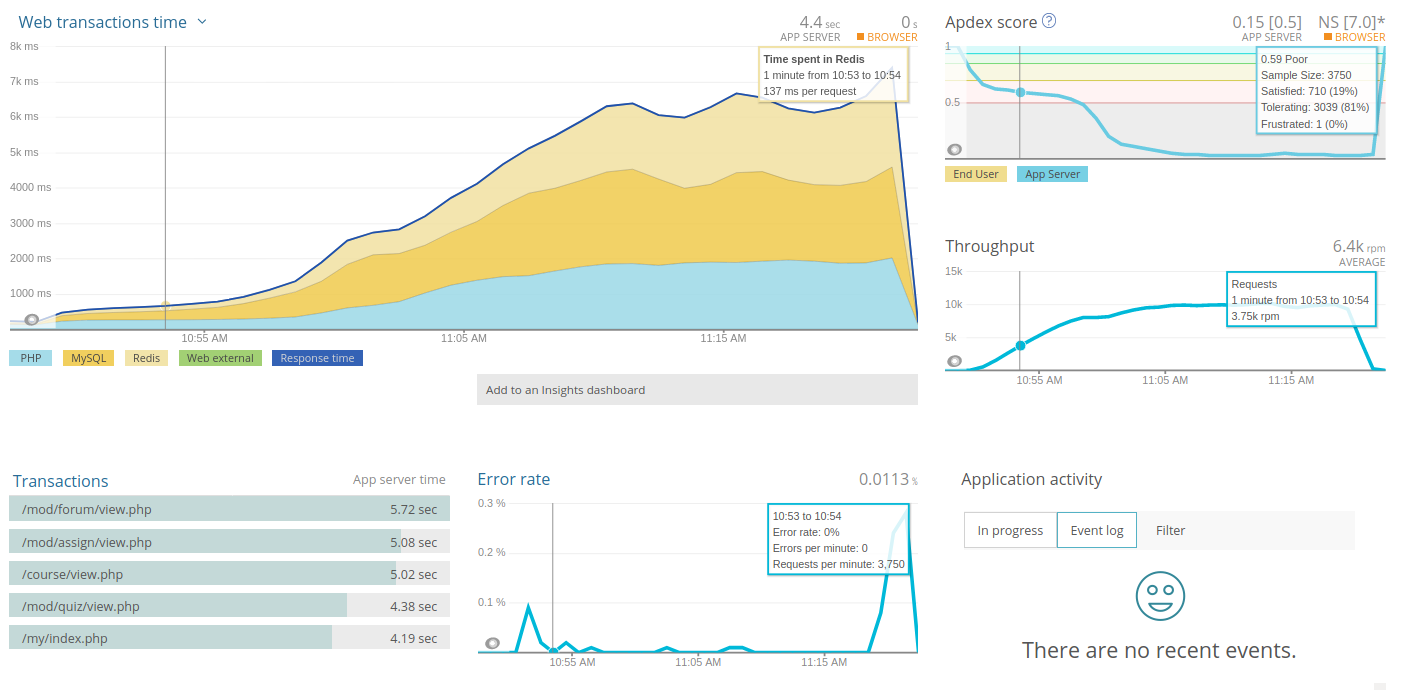 Web transactions time
4.4 sec
APP SERVER
0 s
BROWSER
8k ms
7k ms
6k ms
5k ms
4000 ms
3000 ms
2000 ms
1000 ms
Time spent in Redis
1 minute from 10:53 to 10:54
137 ms per request
10:55 AM
11:05 AM
11:15 AM
PHP
MySQL
Redis
Web external
Response time
Add to an Insights dashboard
Apdex score ?
0.15 [0.5]
APP SERVER
NS [7.0]*
BROWSER
1
0.5
0.59 Poor
Sample Size: 3750
Satisfied: 710 (19%)
Tolerating: 3039 (81%)
Frustrated: 1 (0%)
End User
App Server
Throughput
6.4k rpm
AVERAGE
15k
10k
5k
Requests
1 minute from 10:53 to 10:54
3.75k rpm
10:55 AM
11:05 AM
11:15 AM
Transactions
App server time
/mod/forum/view.php 5.72 sec
/mod/assign/view.php 5.08 sec
/course/view.php 5.02 sec
/mod/quiz/view.php 4.38 sec
/my/index.php 4.19 sec
Error rate
0.0113 %
0.3 %
0.2 %
0.1 %
10:53 to 10:54
Error rate: 0%
Errors per minute: 0
Requests per minute: 3,750
10:55 AM
11:05 AM
11:15 AM
Application activity
In progress
Event log
Filter
There are no recent events.